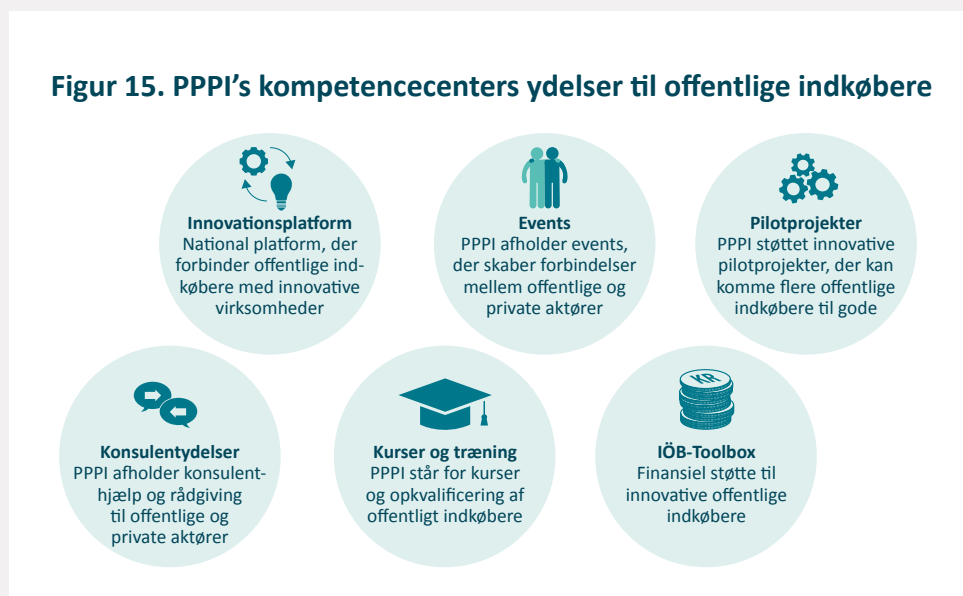 Figur 15. PPPI's kompetencecenters ydelser til offentlige indkøbere
Innovationsplatform
National platform, der
forbinder offentlige ind-
købere med innovative
virksomheder
Events
PPPI afholder events,
der skaber forbindelser
mellem offentlige og
private aktører
Pilotprojekter
PPPI støttet innovative
pilotprojekter, der kan
komme flere offentlige
indkøbere til gode
Konsulentydelser
PPPI afholder konsulent-
hjælp og rådgiving
til offentlige og
private aktører
Kurser og træning
PPPI står for kurser
og opkvalificering af
offentligt indkøbere
KR
IÖB-Toolbox
Finansiel støtte til
innovative offentlige
indkøbere